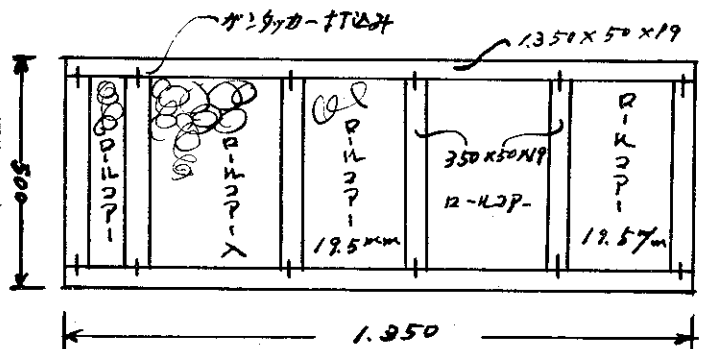 ガンタッカー打込み
1.350×50×19
500
ロールコアー
ロールコアー入
ロールコアー
19.5mm
350×50×19
ロールコアー
ロールコアー
19.5m/m
1.350